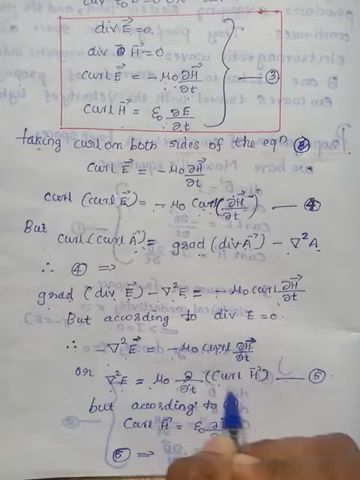 div E⃗ = 0.
div H⃗ = 0
curl E⃗ = -μ₀ ∂H⃗/∂t
curl H⃗ = ε₀ ∂E⃗/∂t — ③
taking curl on both sides of the eqⁿ ③
curl E⃗ = -μ₀ ∂H⃗/∂t
curl (curl E⃗) = -μ₀ curl (∂H⃗/∂t) — ④
But
curl (curl A⃗) = grad (div A⃗) - ∇²A
∴ ④ ⇒
grad (div E⃗) - ∇²E = -μ₀ curl ∂H⃗/∂t
But according to div E = 0.
∴ -∇²E⃗ = -μ₀ curl ∂H⃗/∂t
or ∇²E = μ₀ ∂/∂t (curl H⃗) — ⑤
but according to
curl H⃗ = ε₀
⑤ ⇒